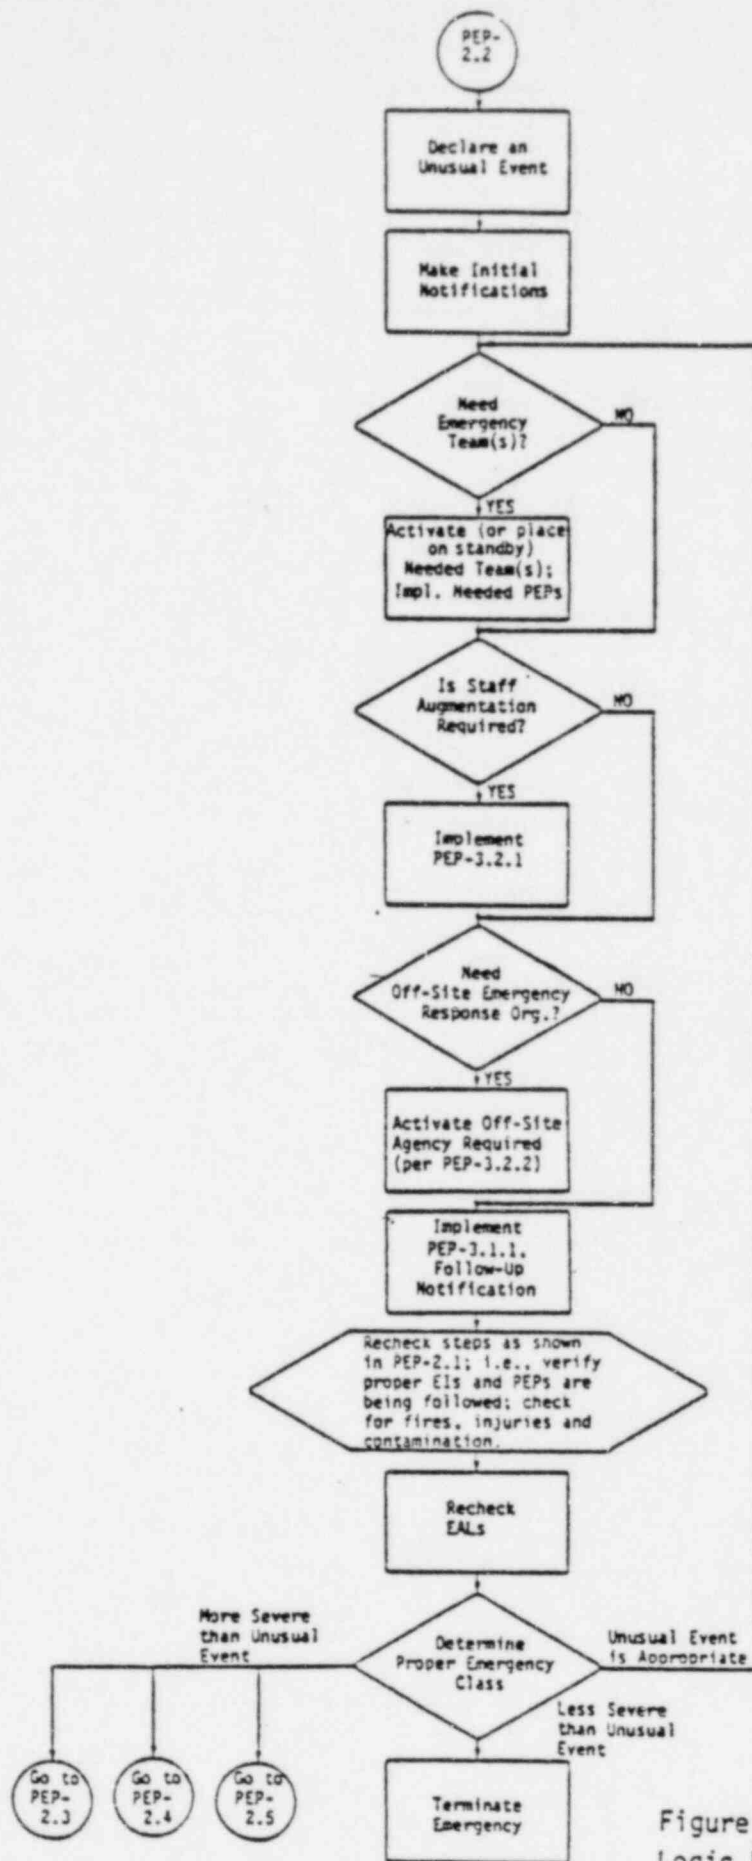 PEP-
2.2
Declare an
Unusual Event
Make Initial
Notifications
Need
Emergency
Team(s)?
NO
YES
Activate (or place
on standby)
Needed Team(s);
Impl. Needed PEPs
Is Staff
Augmentation
Required?
NO
YES
Implement
PEP-3.2.1
Need
Off-Site Emergency
Response Org.?
NO
YES
Activate Off-Site
Agency Required
(per PEP-3.2.2)
Implement
PEP-3.1.1,
Follow-Up
Notification
Recheck steps as shown
in PEP-2.1; i.e., verify
proper EIs and PEPs are
being followed; check
for fires, injuries and
contamination.
Recheck
EALs
More Severe
than Unusual
Event
Determine
Proper Emergency
Class
Unusual Event
is Appropriate
Less Severe
than Unusual
Event
Go to
PEP-
2.3
Go to
PEP-
2.4
Go to
PEP-
2.5
Terminate
Emergency
Figure
Logic